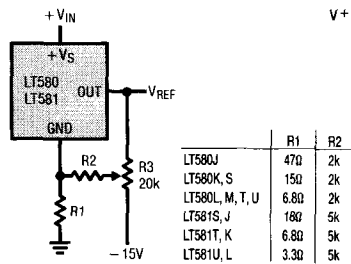 +VIN
V+
+VS
LT580
LT581
OUT
VREF
GND
R2
R3
20k
R1
−15V
R1 R2
LT580J 47Ω 2k
LT580K, S 15Ω 2k
LT580L, M, T, U 6.8Ω 2k
LT581S, J 18Ω 5k
LT581T, K 6.8Ω 5k
LT581U, L 3.3Ω 5k